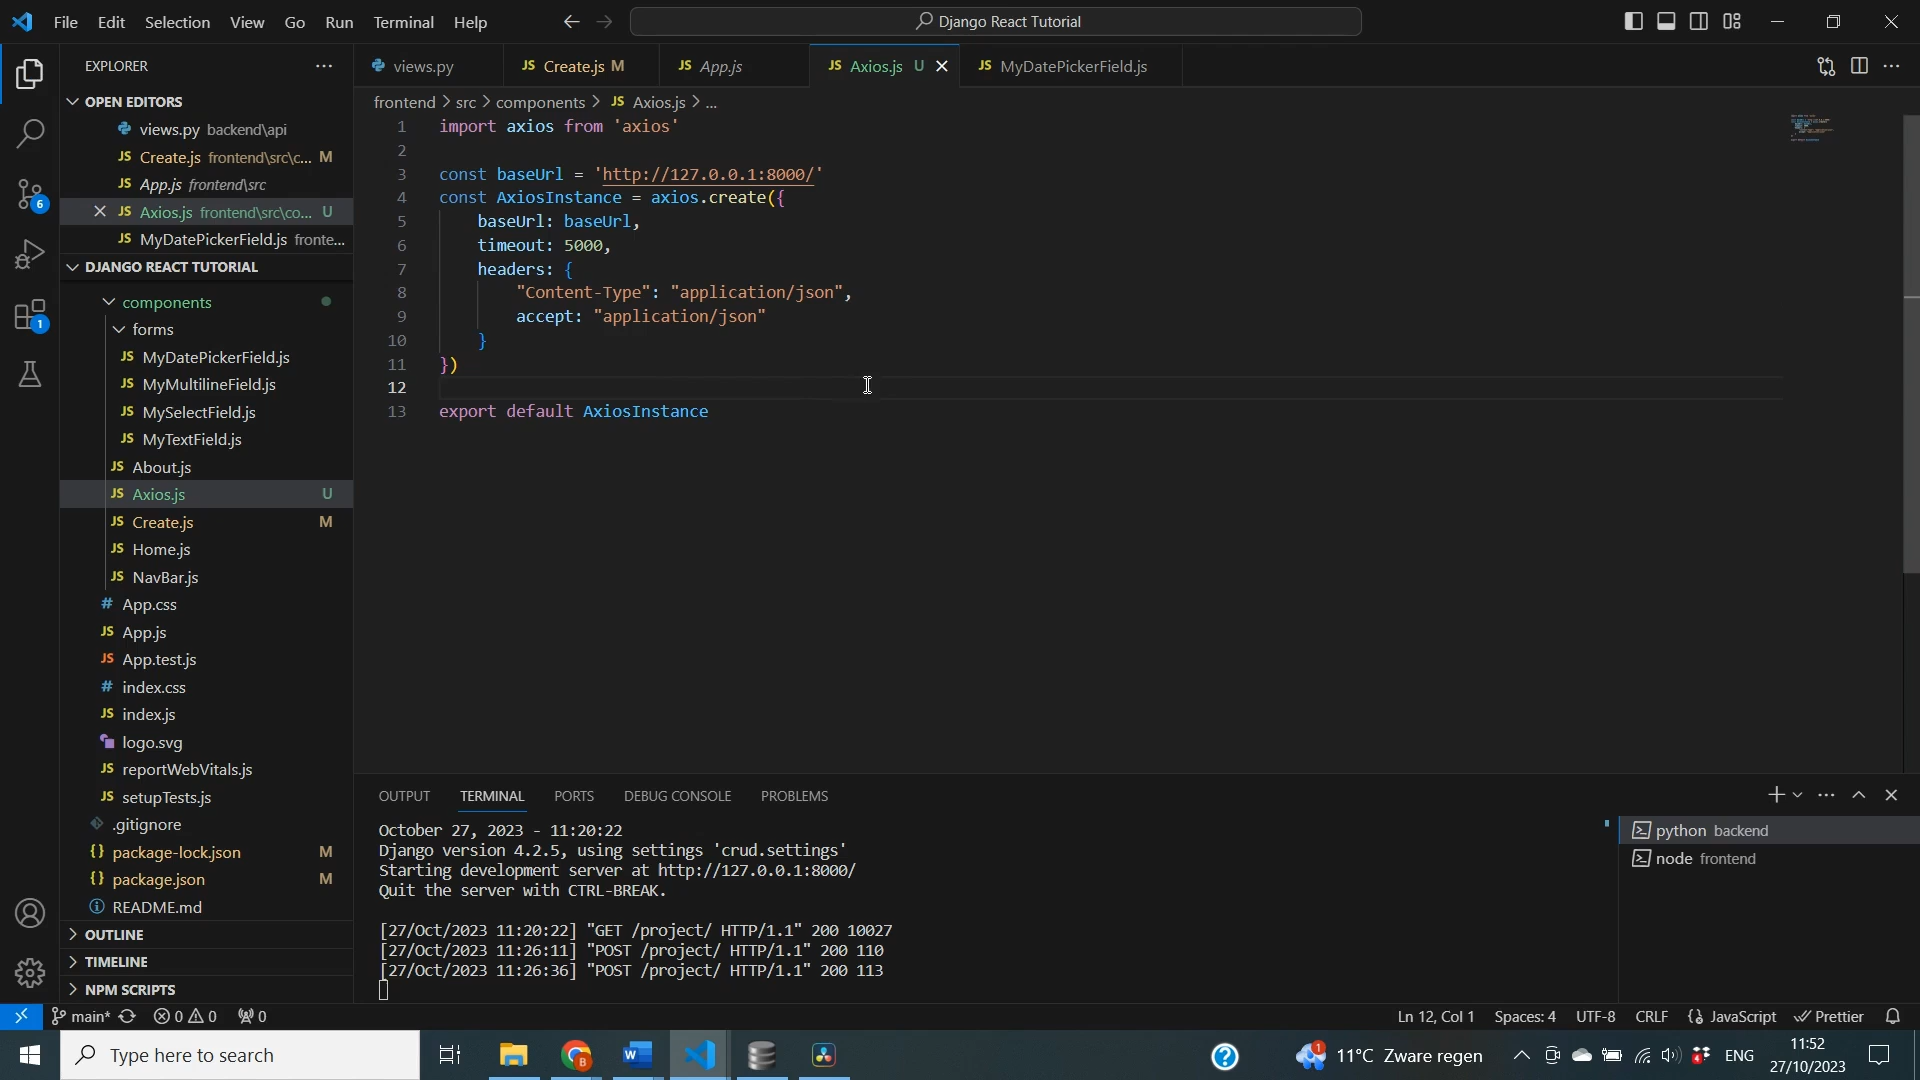 File Edit Selection View Go Run Terminal Help
Django React Tutorial
EXPLORER
OPEN EDITORS
views.py backend\api
Create.js frontend\src\c... M
App.js frontend\src
Axios.js frontend\src\co... U
MyDatePickerField.js fronte...
DJANGO REACT TUTORIAL
components
forms
MyDatePickerField.js
MyMultilineField.js
MySelectField.js
MyTextField.js
About.js
Axios.js U
Create.js M
Home.js
NavBar.js
App.css
App.js
App.test.js
index.css
index.js
logo.svg
reportWebVitals.js
setupTests.js
.gitignore
package-lock.json M
package.json M
README.md
OUTLINE
TIMELINE
NPM SCRIPTS
6
1
views.py
JS Create.js M
JS App.js
JS Axios.js U
JS MyDatePickerField.js
frontend > src > components > JS Axios.js > ...
1 import axios from 'axios'
2
3 const baseUrl = 'http://127.0.0.1:8000/'
4 const AxiosInstance = axios.create({
5 baseUrl: baseUrl,
6 timeout: 5000,
7 headers: {
8 "Content-Type": "application/json",
9 accept: "application/json"
10 }
11 })
12
13 export default AxiosInstance
OUTPUT TERMINAL PORTS DEBUG CONSOLE PROBLEMS
October 27, 2023 - 11:20:22
Django version 4.2.5, using settings 'crud.settings'
Starting development server at http://127.0.0.1:8000/
Quit the server with CTRL-BREAK.
[27/Oct/2023 11:20:22] "GET /project/ HTTP/1.1" 200 10027
[27/Oct/2023 11:26:11] "POST /project/ HTTP/1.1" 200 110
[27/Oct/2023 11:26:36] "POST /project/ HTTP/1.1" 200 113
python backend
node frontend
main* 0 0 0
Ln 12, Col 1 Spaces: 4 UTF-8 CRLF JavaScript Prettier
Type here to search
11°C Zware regen
ENG
11:52
27/10/2023